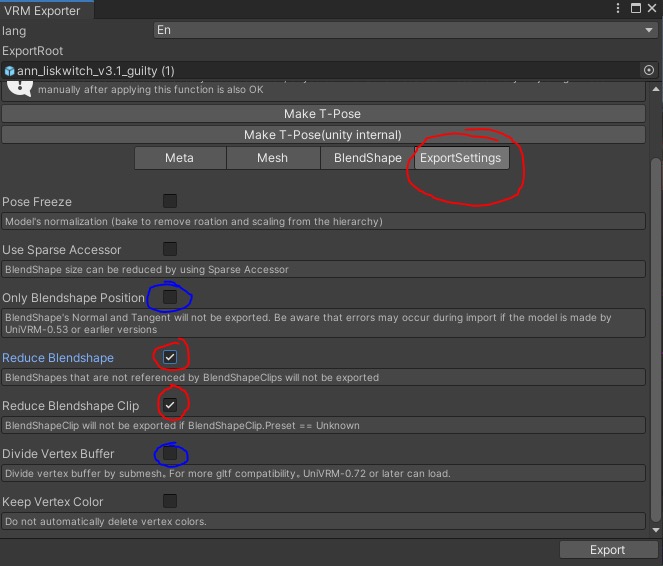 VRM Exporter
lang
En
ExportRoot
ann_liskwitch_v3.1_guilty (1)
manually after applying this function is also OK
Make T-Pose
Make T-Pose(unity internal)
Meta
Mesh
BlendShape
ExportSettings
Pose Freeze
Model's normalization (bake to remove roation and scaling from the hierarchy)
Use Sparse Accessor
BlendShape size can be reduced by using Sparse Accessor
Only Blendshape Position
BlendShape's Normal and Tangent will not be exported. Be aware that errors may occur during import if the model is made by
UniVRM-0.53 or earlier versions
Reduce Blendshape
BlendShapes that are not referenced by BlendShapeClips will not be exported
Reduce Blendshape Clip
BlendShapeClip will not be exported if BlendShapeClip.Preset == Unknown
Divide Vertex Buffer
Divide vertex buffer by submesh。For more gltf compatibility。UniVRM-0.72 or later can load.
Keep Vertex Color
Do not automatically delete vertex colors.
Export